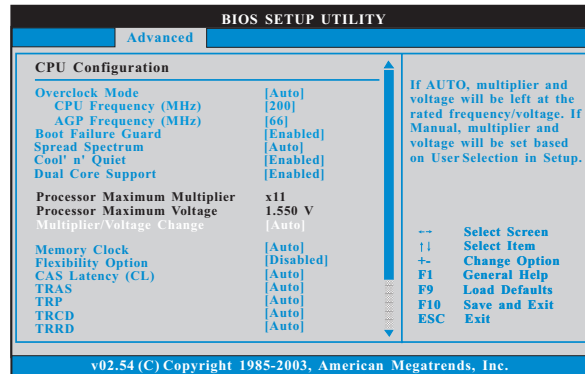 BIOS SETUP UTILITY
Advanced
CPU Configuration
Overclock Mode [Auto]
CPU Frequency (MHz) [200]
AGP Frequency (MHz) [66]
Boot Failure Guard [Enabled]
Spread Spectrum [Auto]
Cool' n' Quiet [Enabled]
Dual Core Support [Enabled]
Processor Maximum Multiplier x11
Processor Maximum Voltage 1.550 V
Multiplier/Voltage Change [Auto]
Memory Clock [Auto]
Flexibility Option [Disabled]
CAS Latency (CL) [Auto]
TRAS [Auto]
TRP [Auto]
TRCD [Auto]
TRRD [Auto]
If AUTO, multiplier and
voltage will be left at the
rated frequency/voltage. If
Manual, multiplier and
voltage will be set based
on User Selection in Setup.
←→ Select Screen
↑↓ Select Item
+- Change Option
F1 General Help
F9 Load Defaults
F10 Save and Exit
ESC Exit
v02.54 (C) Copyright 1985-2003, American Megatrends, Inc.